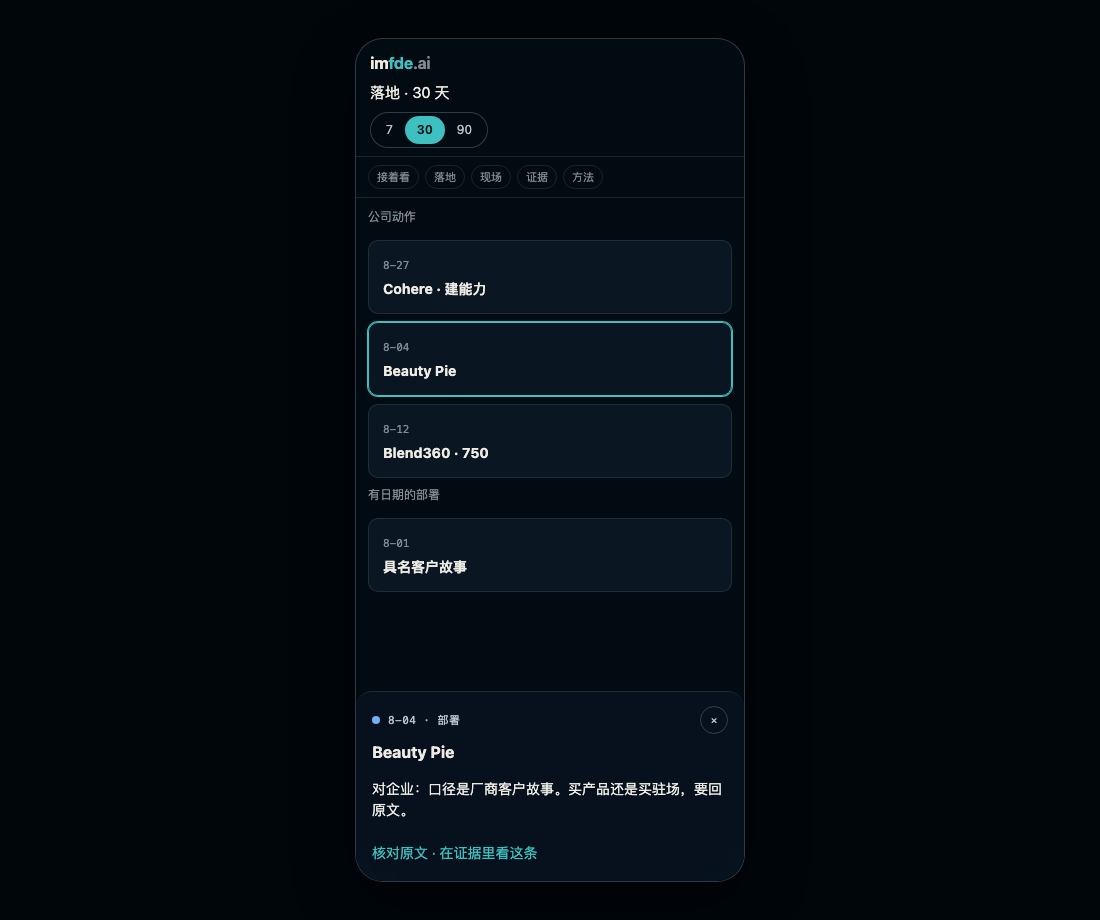 imfde.ai
落地 · 30 天
7 30 90
接着看 落地 现场 证据 方法
公司动作
8-27
Cohere · 建能力
8-04
Beauty Pie
8-12
Blend360 · 750
有日期的部署
8-01
具名客户故事
8-04 · 部署
×
Beauty Pie
对企业：口径是厂商客户故事。买产品还是买驻场，要回
原文。
核对原文 · 在证据里看这条